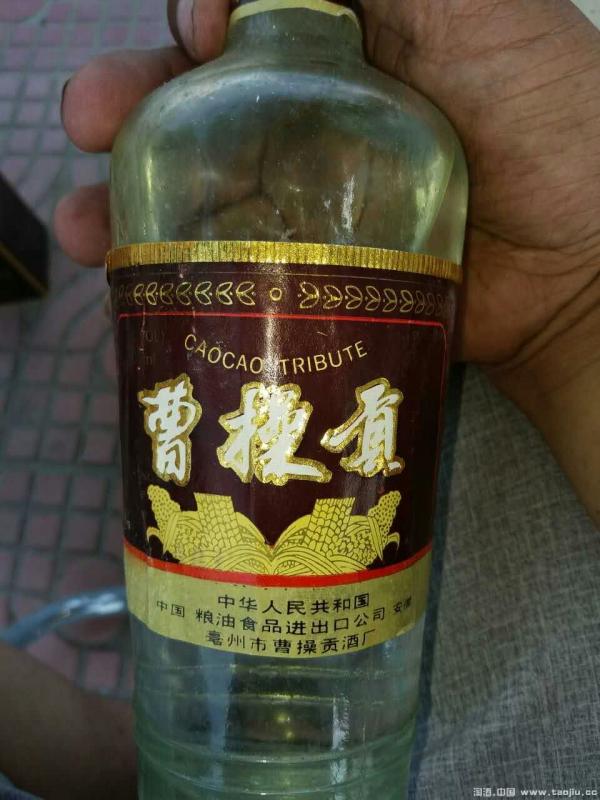 CAOCAO TRIBUTE
曹操貢
中华人民共和国
中国 粮油食品进出口公司 安徽
亳州市曹操贡酒厂
淘酒.中国 www.taojiu.cc